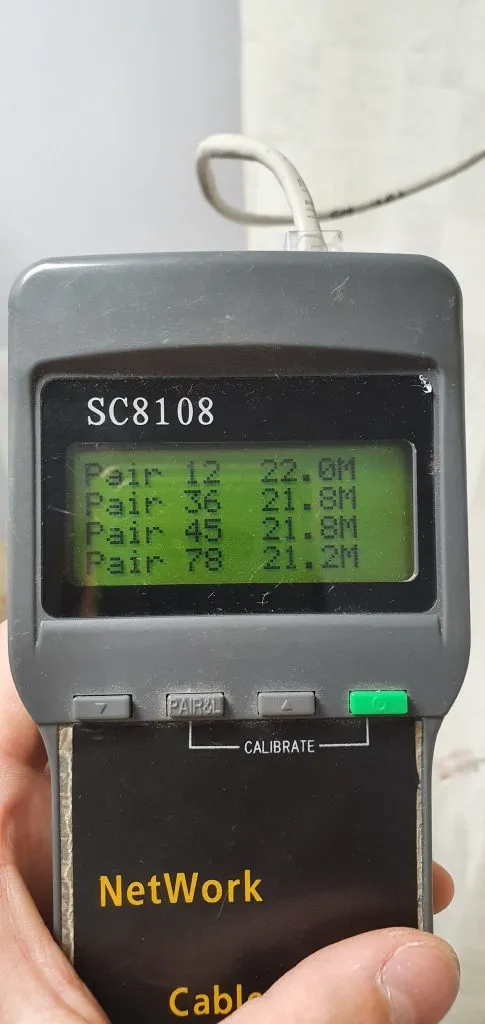 SC8108
Pair 12 22.0M
Pair 36 21.8M
Pair 45 21.8M
Pair 78 21.2M
PAIR&L
CALIBRATE
NetWork
Cable